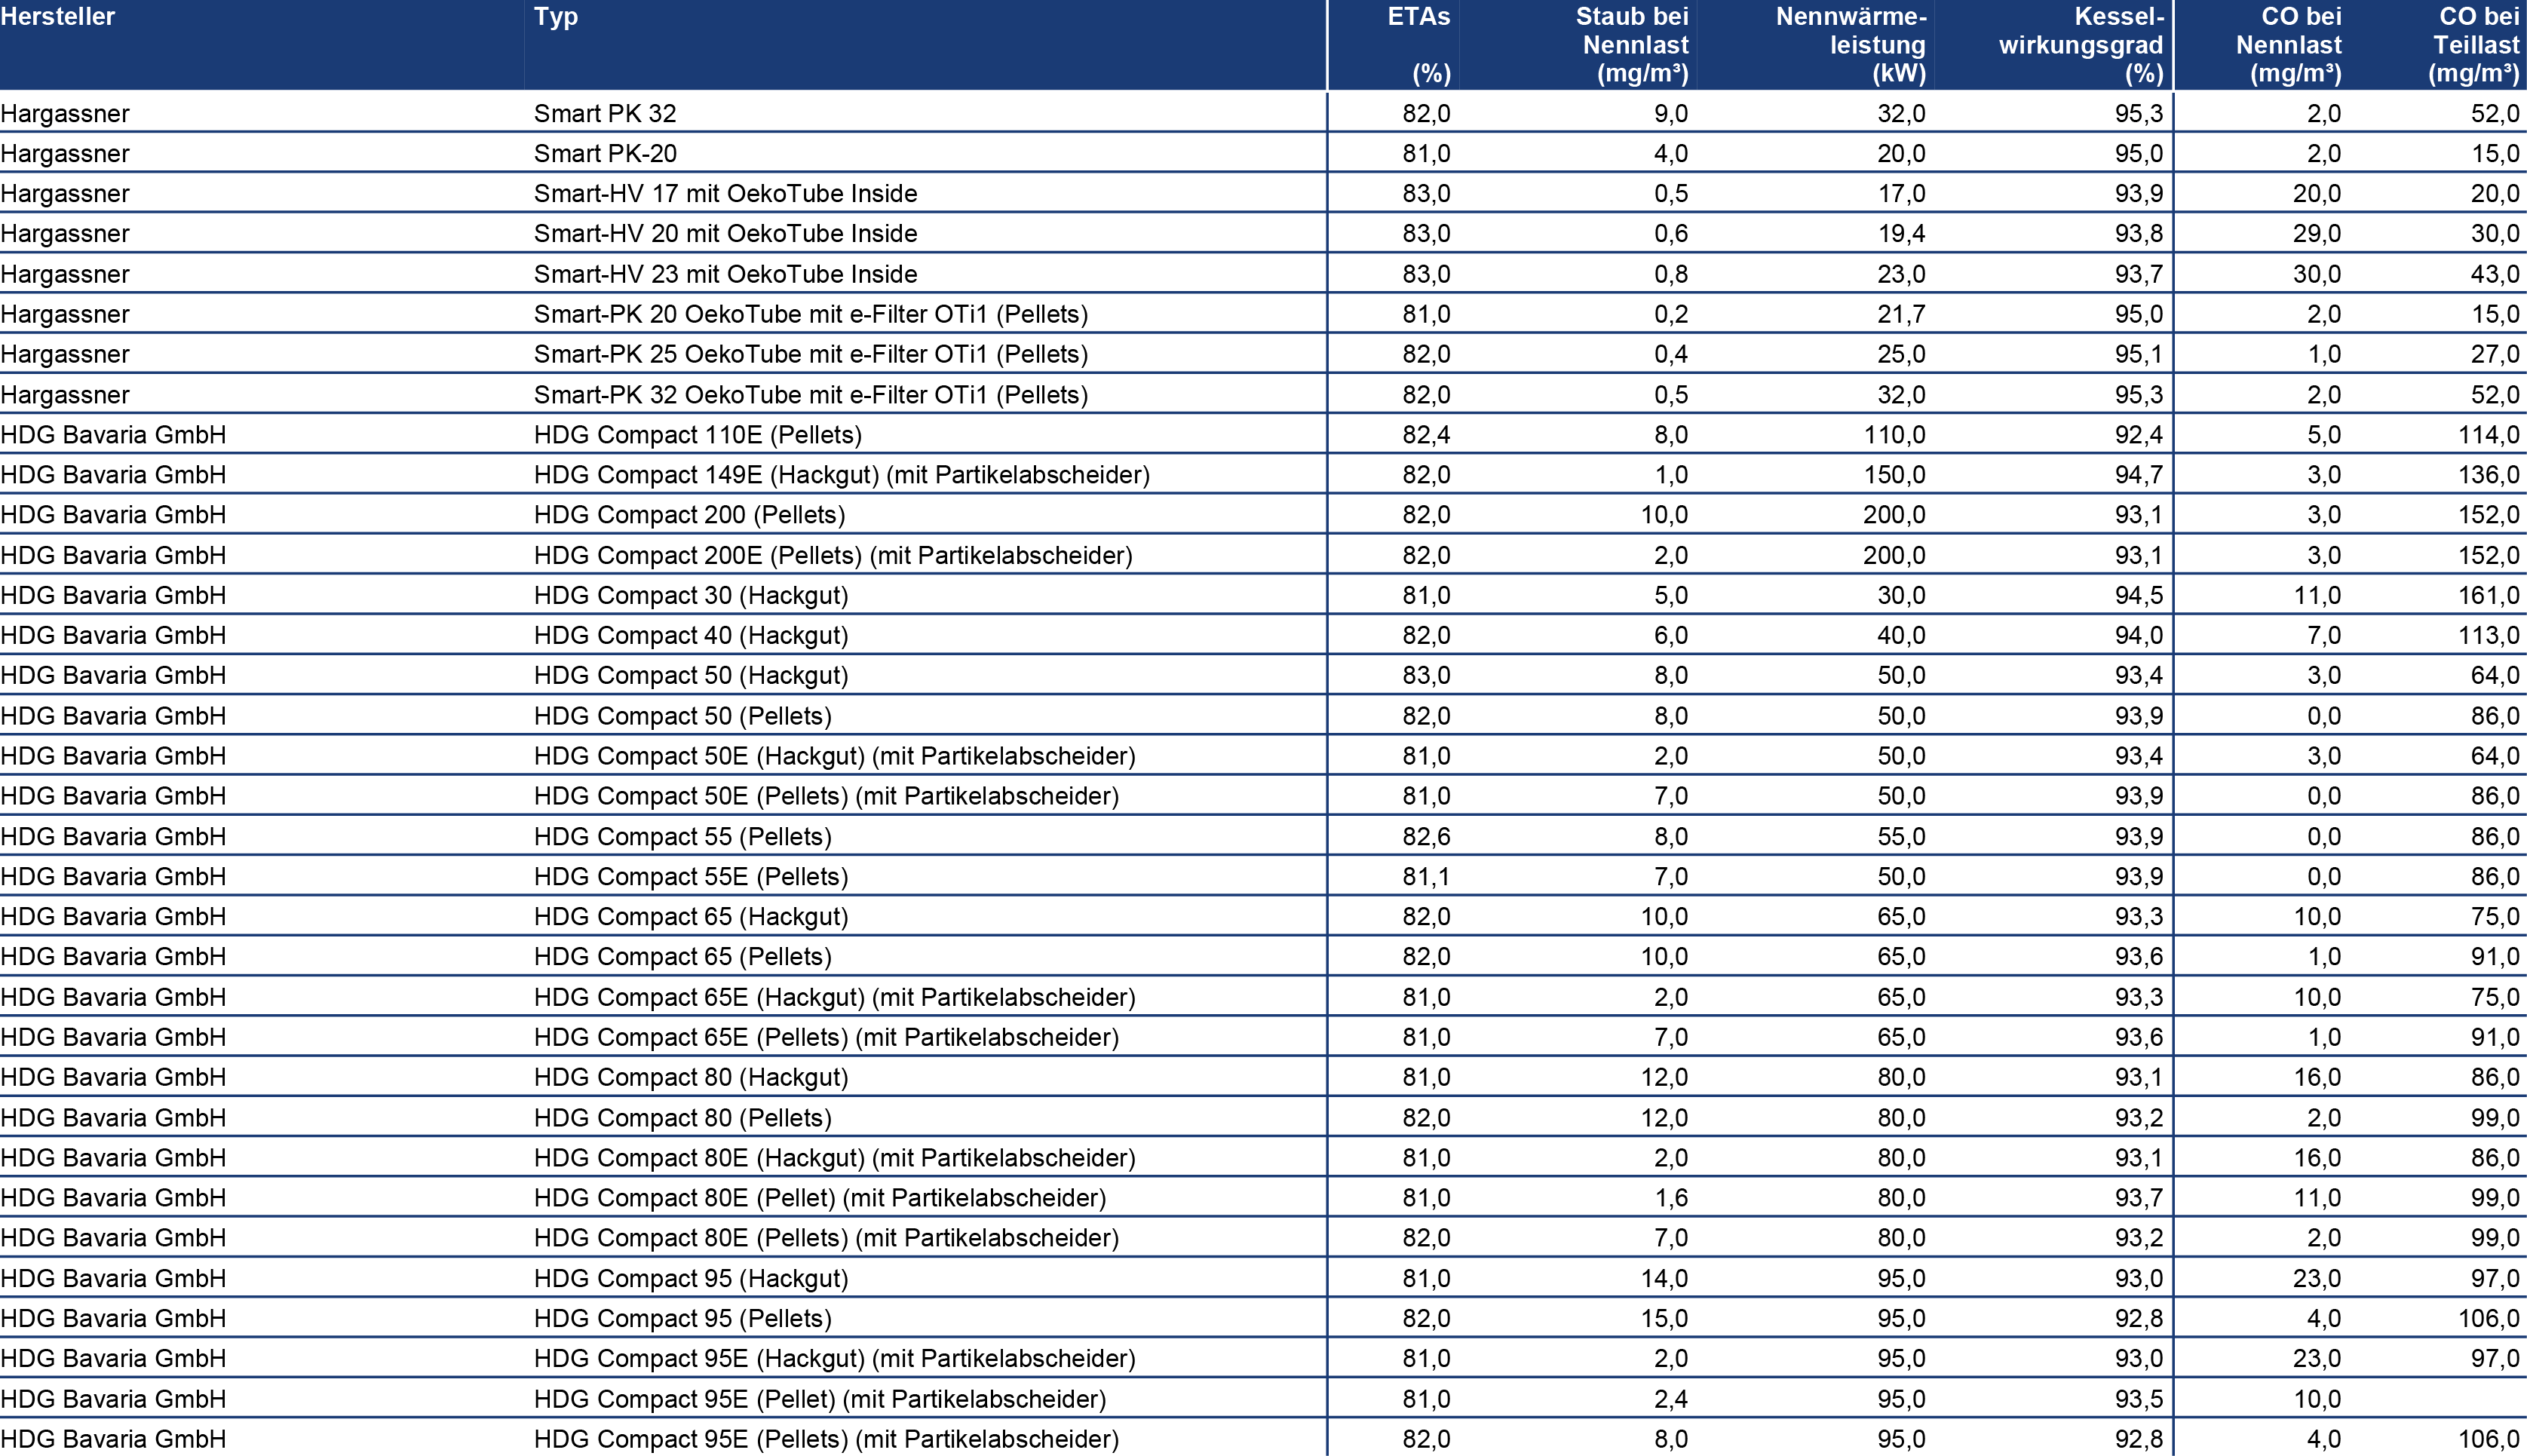 Hersteller Typ ETAs (%) Staub bei Nennlast (mg/m³) Nennwärme-leistung (kW) Kessel-wirkungsgrad (%) CO bei Nennlast (mg/m³) CO bei Teillast (mg/m³)
Hargassner Smart PK 32 82,0 9,0 32,0 95,3 2,0 52,0
Hargassner Smart PK-20 81,0 4,0 20,0 95,0 2,0 15,0
Hargassner Smart-HV 17 mit OekoTube Inside 83,0 0,5 17,0 93,9 20,0 20,0
Hargassner Smart-HV 20 mit OekoTube Inside 83,0 0,6 19,4 93,8 29,0 30,0
Hargassner Smart-HV 23 mit OekoTube Inside 83,0 0,8 23,0 93,7 30,0 43,0
Hargassner Smart-PK 20 OekoTube mit e-Filter OTi1 (Pellets) 81,0 0,2 21,7 95,0 2,0 15,0
Hargassner Smart-PK 25 OekoTube mit e-Filter OTi1 (Pellets) 82,0 0,4 25,0 95,1 1,0 27,0
Hargassner Smart-PK 32 OekoTube mit e-Filter OTi1 (Pellets) 82,0 0,5 32,0 95,3 2,0 52,0
HDG Bavaria GmbH HDG Compact 110E (Pellets) 82,4 8,0 110,0 92,4 5,0 114,0
HDG Bavaria GmbH HDG Compact 149E (Hackgut) (mit Partikelabscheider) 82,0 1,0 150,0 94,7 3,0 136,0
HDG Bavaria GmbH HDG Compact 200 (Pellets) 82,0 10,0 200,0 93,1 3,0 152,0
HDG Bavaria GmbH HDG Compact 200E (Pellets) (mit Partikelabscheider) 82,0 2,0 200,0 93,1 3,0 152,0
HDG Bavaria GmbH HDG Compact 30 (Hackgut) 81,0 5,0 30,0 94,5 11,0 161,0
HDG Bavaria GmbH HDG Compact 40 (Hackgut) 82,0 6,0 40,0 94,0 7,0 113,0
HDG Bavaria GmbH HDG Compact 50 (Hackgut) 83,0 8,0 50,0 93,4 3,0 64,0
HDG Bavaria GmbH HDG Compact 50 (Pellets) 82,0 8,0 50,0 93,9 0,0 86,0
HDG Bavaria GmbH HDG Compact 50E (Hackgut) (mit Partikelabscheider) 81,0 2,0 50,0 93,4 3,0 64,0
HDG Bavaria GmbH HDG Compact 50E (Pellets) (mit Partikelabscheider) 81,0 7,0 50,0 93,9 0,0 86,0
HDG Bavaria GmbH HDG Compact 55 (Pellets) 82,6 8,0 55,0 93,9 0,0 86,0
HDG Bavaria GmbH HDG Compact 55E (Pellets) 81,1 7,0 50,0 93,9 0,0 86,0
HDG Bavaria GmbH HDG Compact 65 (Hackgut) 82,0 10,0 65,0 93,3 10,0 75,0
HDG Bavaria GmbH HDG Compact 65 (Pellets) 82,0 10,0 65,0 93,6 1,0 91,0
HDG Bavaria GmbH HDG Compact 65E (Hackgut) (mit Partikelabscheider) 81,0 2,0 65,0 93,3 10,0 75,0
HDG Bavaria GmbH HDG Compact 65E (Pellets) (mit Partikelabscheider) 81,0 7,0 65,0 93,6 1,0 91,0
HDG Bavaria GmbH HDG Compact 80 (Hackgut) 81,0 12,0 80,0 93,1 16,0 86,0
HDG Bavaria GmbH HDG Compact 80 (Pellets) 82,0 12,0 80,0 93,2 2,0 99,0
HDG Bavaria GmbH HDG Compact 80E (Hackgut) (mit Partikelabscheider) 81,0 2,0 80,0 93,1 16,0 86,0
HDG Bavaria GmbH HDG Compact 80E (Pellet) (mit Partikelabscheider) 81,0 1,6 80,0 93,7 11,0 99,0
HDG Bavaria GmbH HDG Compact 80E (Pellets) (mit Partikelabscheider) 82,0 7,0 80,0 93,2 2,0 99,0
HDG Bavaria GmbH HDG Compact 95 (Hackgut) 81,0 14,0 95,0 93,0 23,0 97,0
HDG Bavaria GmbH HDG Compact 95 (Pellets) 82,0 15,0 95,0 92,8 4,0 106,0
HDG Bavaria GmbH HDG Compact 95E (Hackgut) (mit Partikelabscheider) 81,0 2,0 95,0 93,0 23,0 97,0
HDG Bavaria GmbH HDG Compact 95E (Pellet) (mit Partikelabscheider) 81,0 2,4 95,0 93,5 10,0
HDG Bavaria GmbH HDG Compact 95E (Pellets) (mit Partikelabscheider) 82,0 8,0 95,0 92,8 4,0 106,0